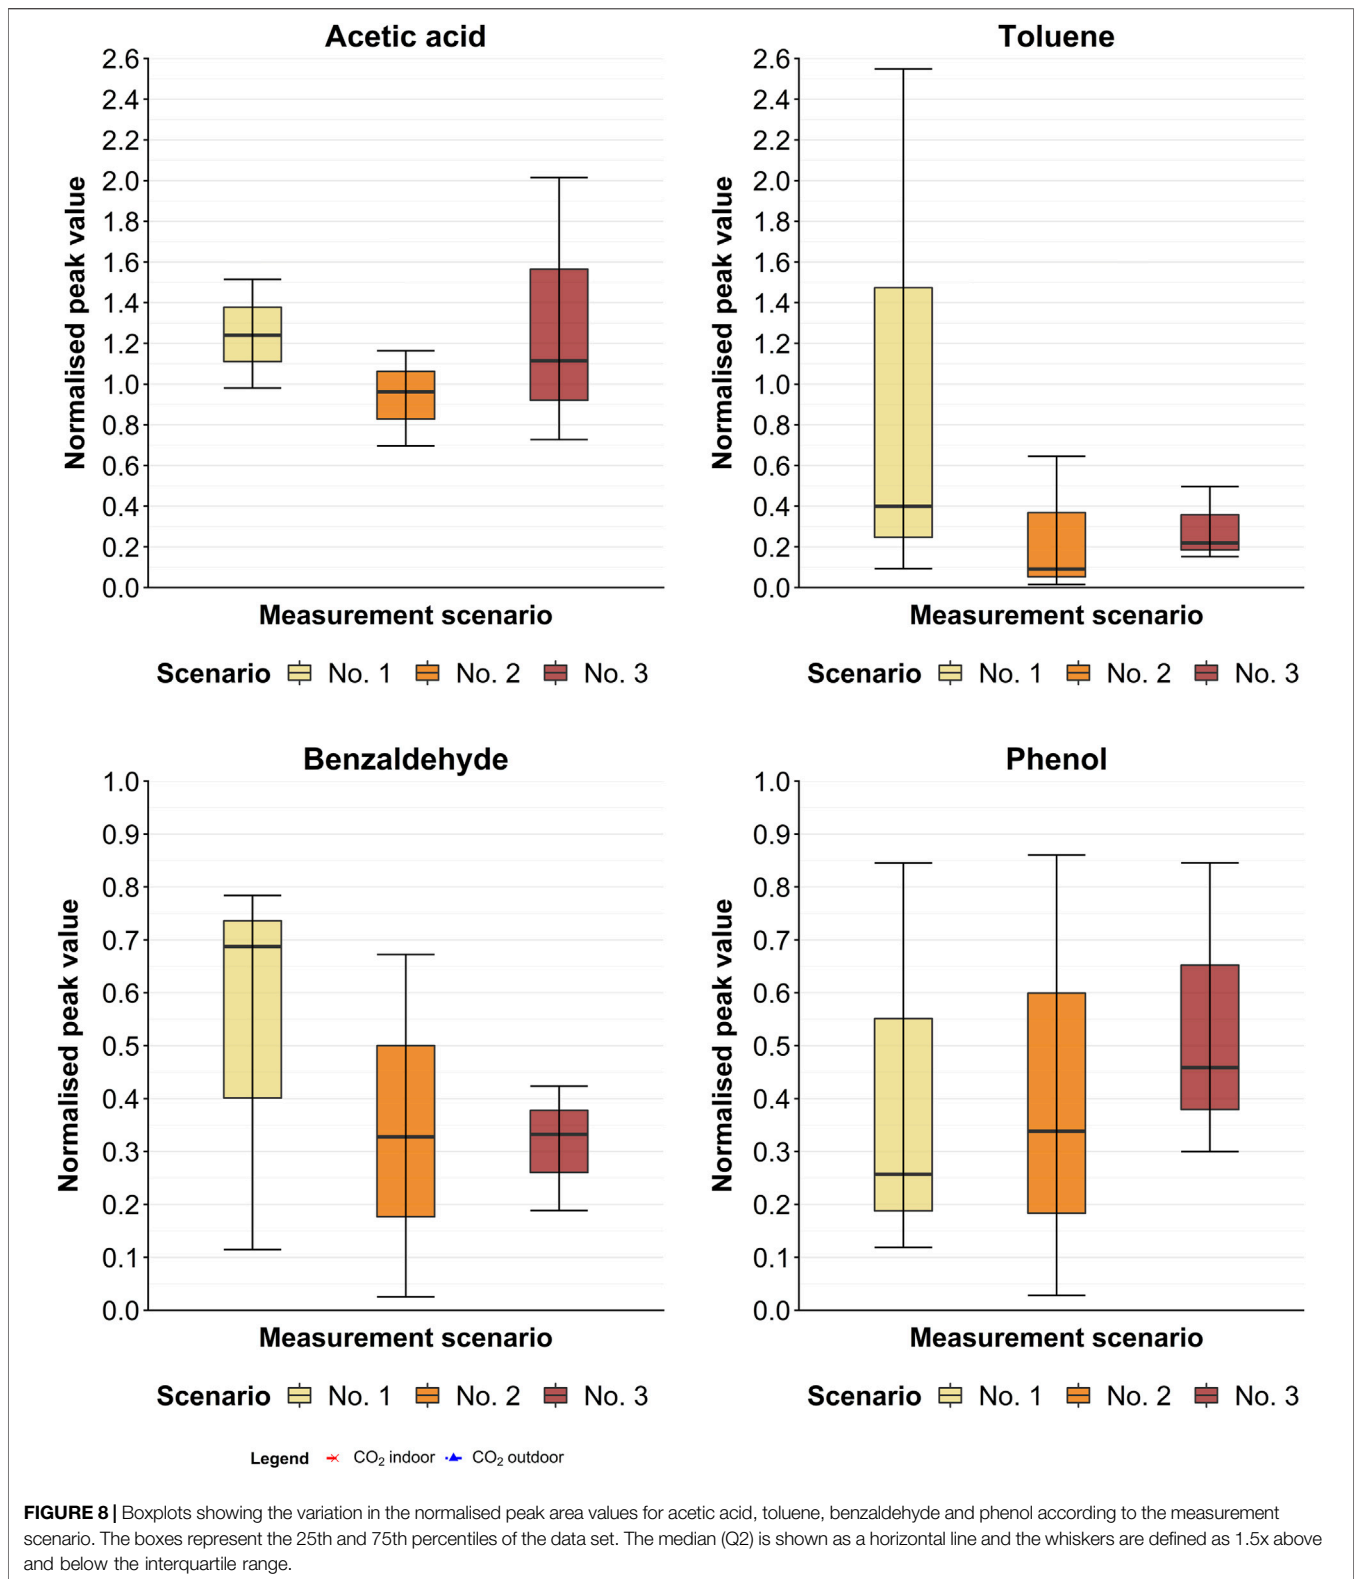 Acetic acid
Normalised peak value
2.6
2.4
2.2
2.0
1.8
1.6
1.4
1.2
1.0
0.8
0.6
0.4
0.2
0.0
Measurement scenario
Scenario No. 1 No. 2 No. 3
Toluene
Normalised peak value
2.6
2.4
2.2
2.0
1.8
1.6
1.4
1.2
1.0
0.8
0.6
0.4
0.2
0.0
Measurement scenario
Scenario No. 1 No. 2 No. 3
Benzaldehyde
Normalised peak value
1.0
0.9
0.8
0.7
0.6
0.5
0.4
0.3
0.2
0.1
0.0
Measurement scenario
Scenario No. 1 No. 2 No. 3
Phenol
Normalised peak value
1.0
0.9
0.8
0.7
0.6
0.5
0.4
0.3
0.2
0.1
0.0
Measurement scenario
Scenario No. 1 No. 2 No. 3
Legend CO₂ indoor CO₂ outdoor
FIGURE 8 | Boxplots showing the variation in the normalised peak area values for acetic acid, toluene, benzaldehyde and phenol according to the measurement
scenario. The boxes represent the 25th and 75th percentiles of the data set. The median (Q2) is shown as a horizontal line and the whiskers are defined as 1.5x above
and below the interquartile range.